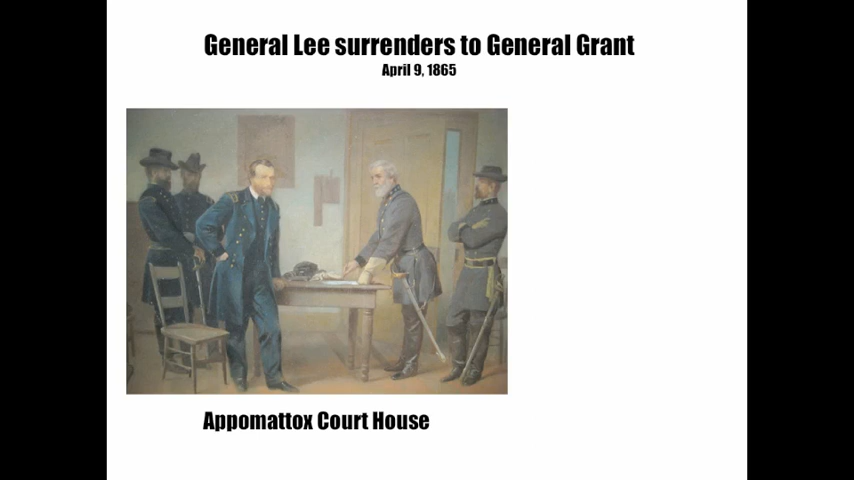 General Lee surrenders to General Grant
April 9, 1865
Appomattox Court House